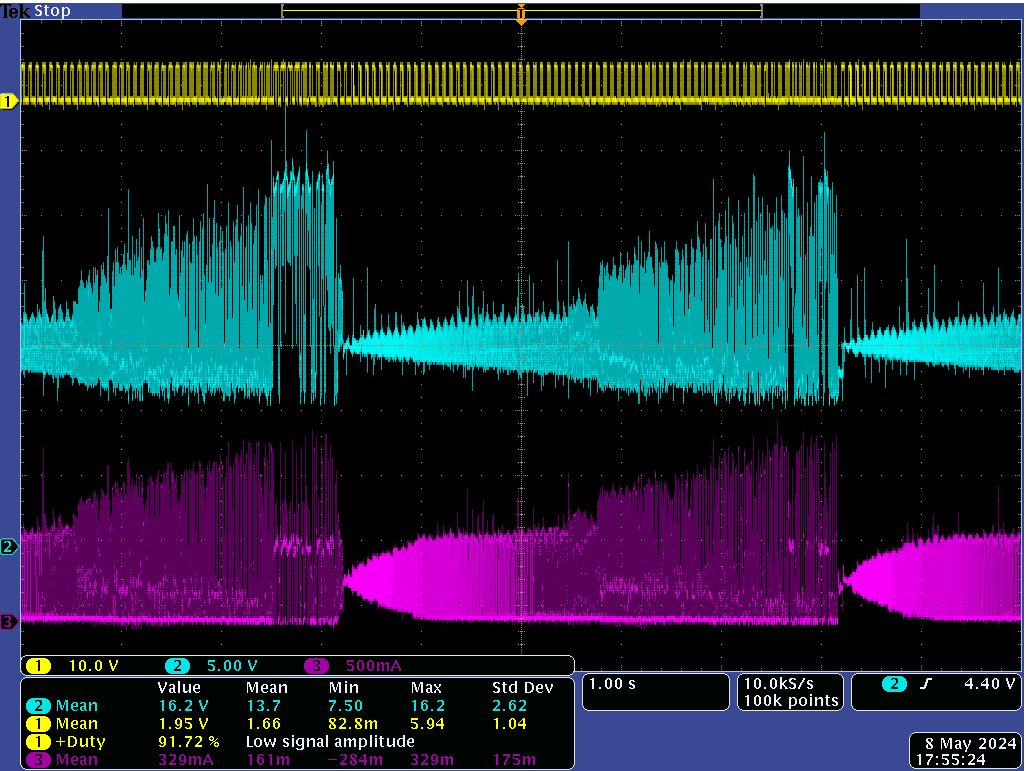 Tek Stop
T
1
2
3
1 10.0 V 2 5.00 V 3 500mA
Value Mean Min Max Std Dev
2 Mean 16.2 V 13.7 7.50 16.2 2.62
1 Mean 1.95 V 1.66 82.8m 5.94 1.04
1 +Duty 91.72 % Low signal amplitude
3 Mean 329mA 161m −284m 329m 175m
1.00 s
10.0kS/s
100k points
2 4.40 V
8 May 2024
17:55:24